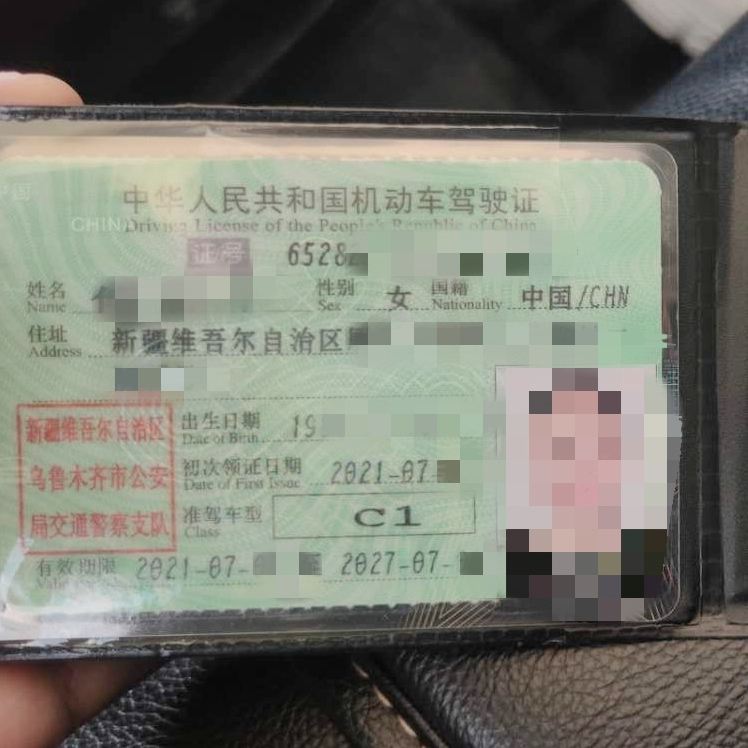 中华人民共和国机动车驾驶证
Driving License of the People's Republic of China
证号 6528
姓名 Name 性别 Sex 女 国籍 Nationality 中国/CHN
住址 Address 新疆维吾尔自治区
新疆维吾尔自治区
乌鲁木齐市公安
局交通警察支队
出生日期 Date of Birth 19
初次领证日期 Date of First Issue 2021-07
准驾车型 Class C1
有效期限 Valid 2021-07- 2027-07-
CHINA